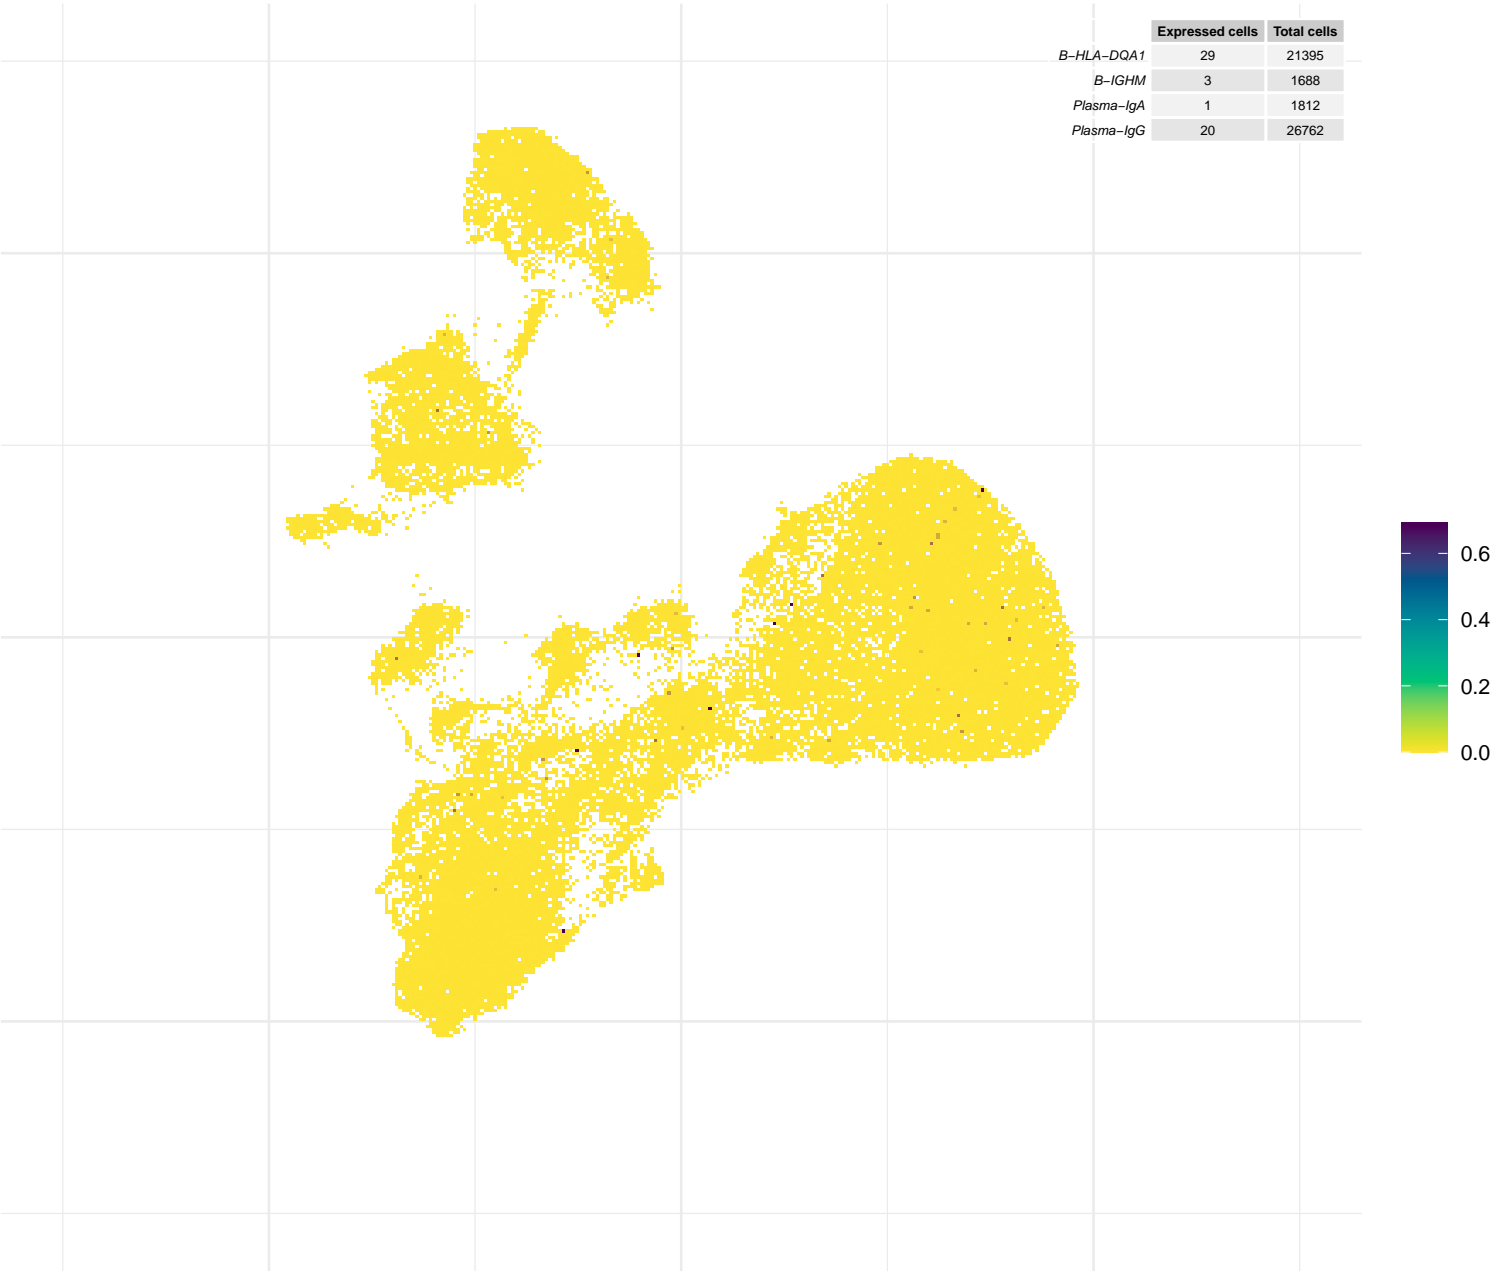 Expressed cells Total cells
B−HLA−DQA1 29 21395
B−IGHM 3 1688
Plasma−IgA 1 1812
Plasma−IgG 20 26762
0.6
0.4
0.2
0.0